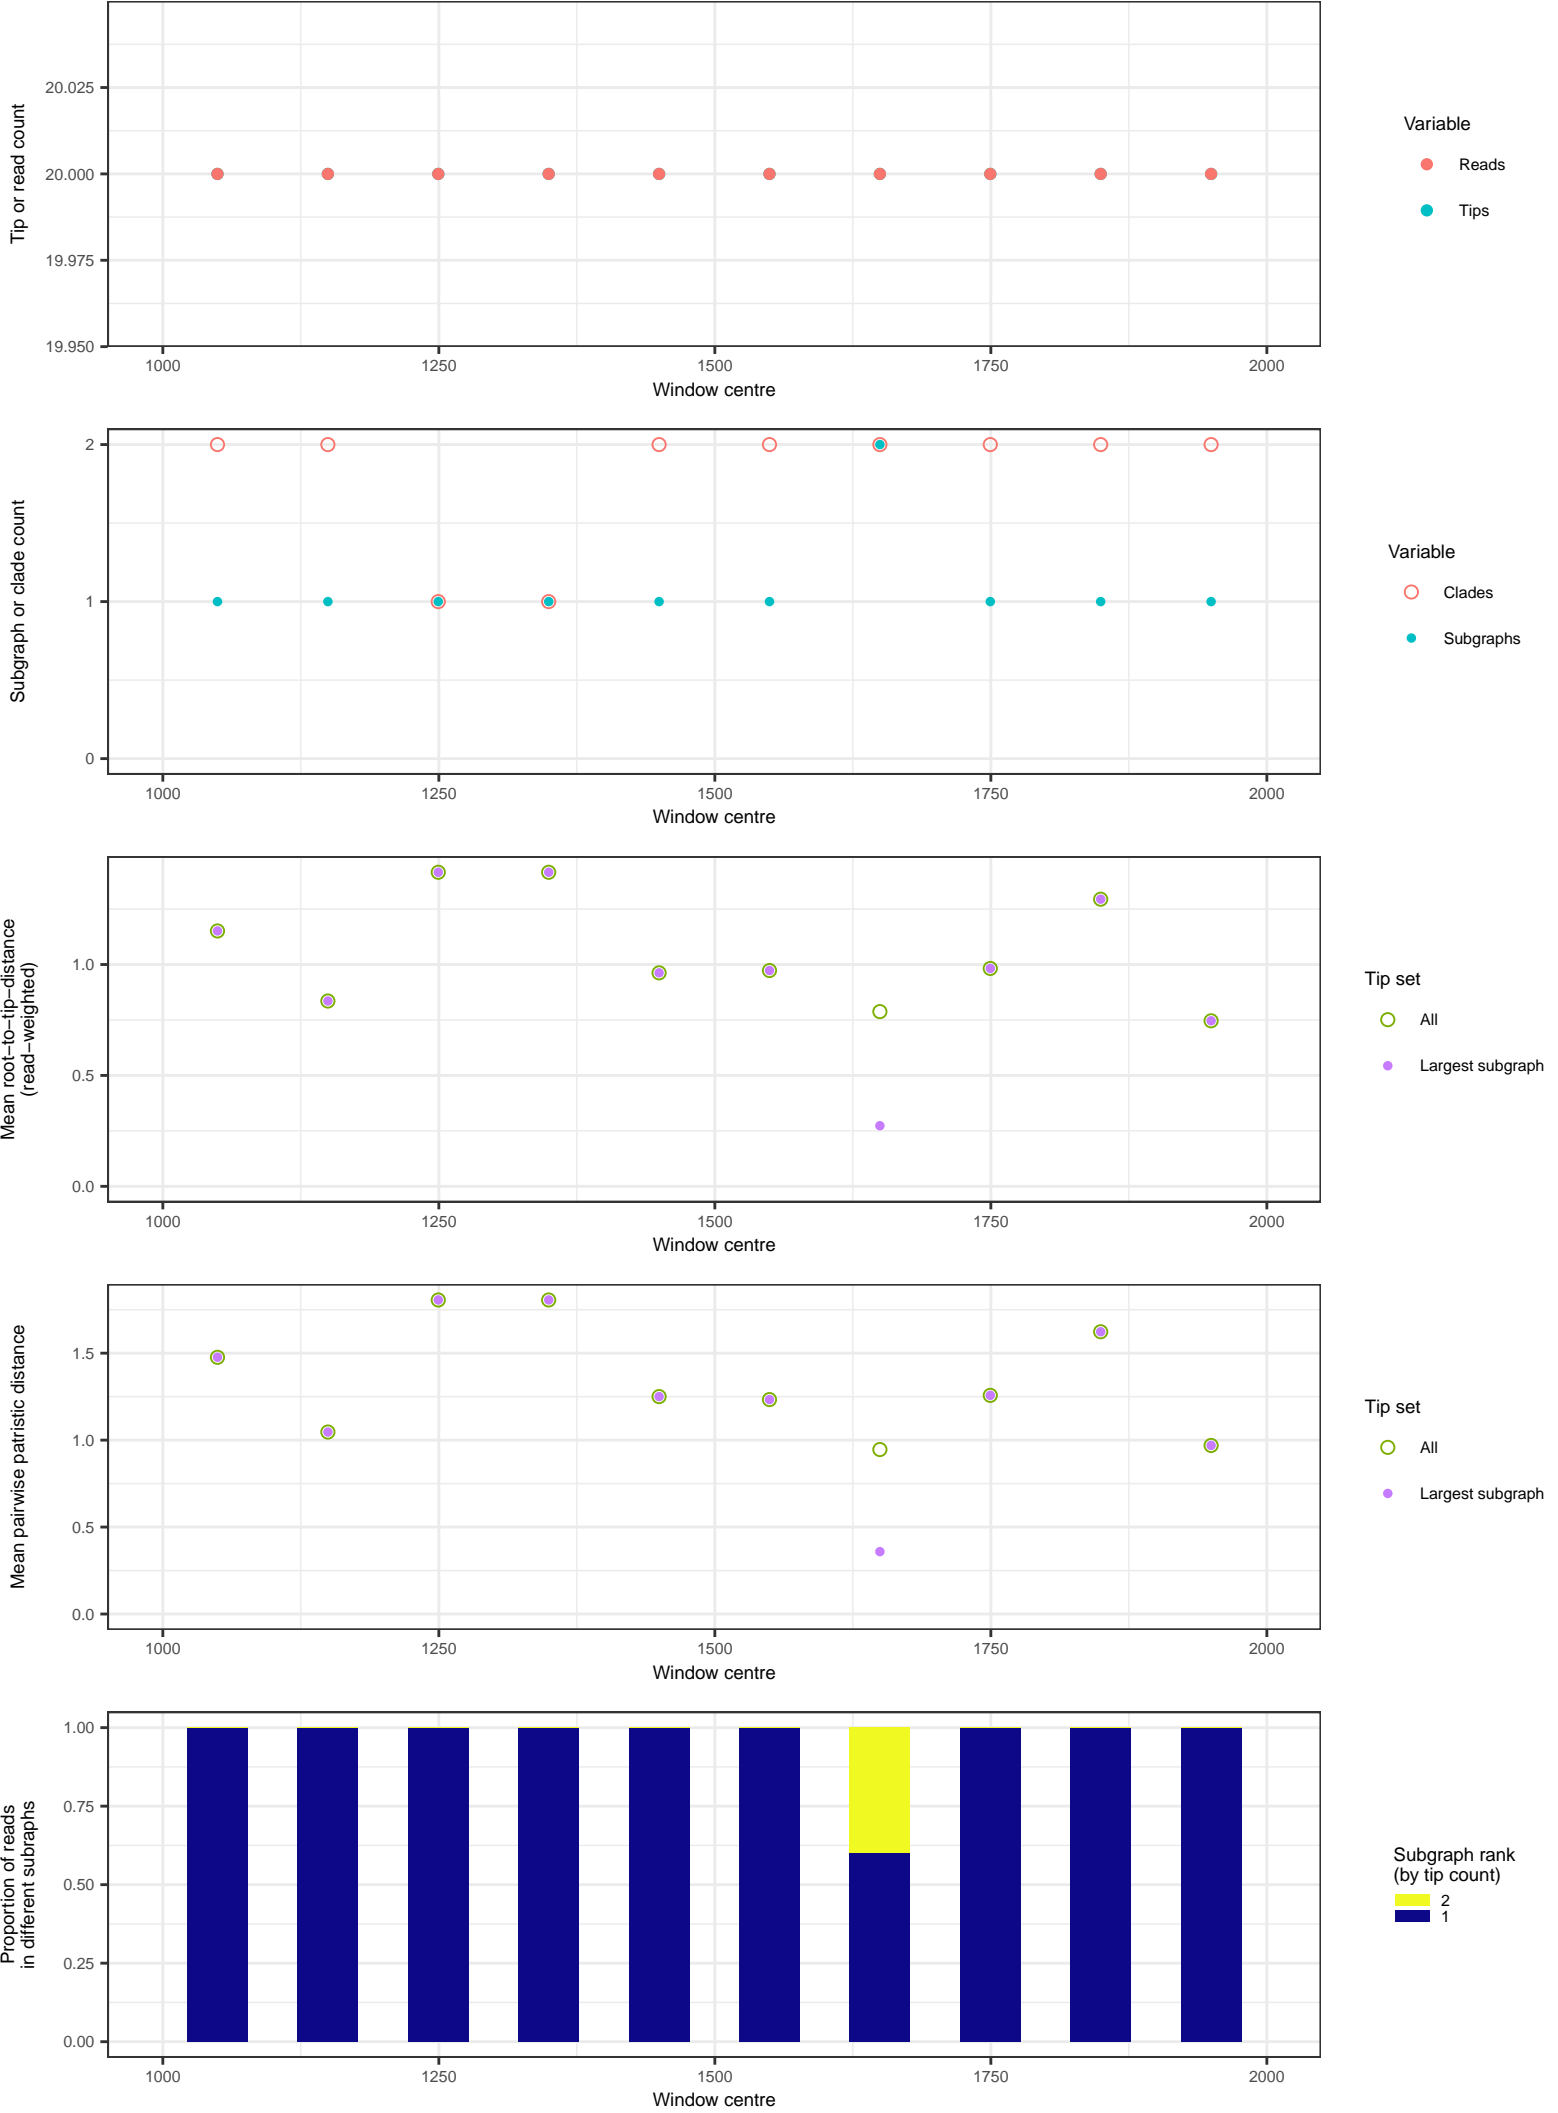 20.025
20.000
19.975
19.950
Tip or read count
1000 1250 1500 1750 2000
Window centre
Variable
Reads
Tips
2
1
0
Subgraph or clade count
1000 1250 1500 1750 2000
Window centre
Variable
Clades
Subgraphs
1.0
0.5
0.0
Mean root−to−tip−distance
(read−weighted)
1000 1250 1500 1750 2000
Window centre
Tip set
All
Largest subgraph
1.5
1.0
0.5
0.0
Mean pairwise patristic distance
1000 1250 1500 1750 2000
Window centre
Tip set
All
Largest subgraph
1.00
0.75
0.50
0.25
0.00
Proportion of reads
in different subraphs
1000 1250 1500 1750 2000
Window centre
Subgraph rank
(by tip count)
2
1